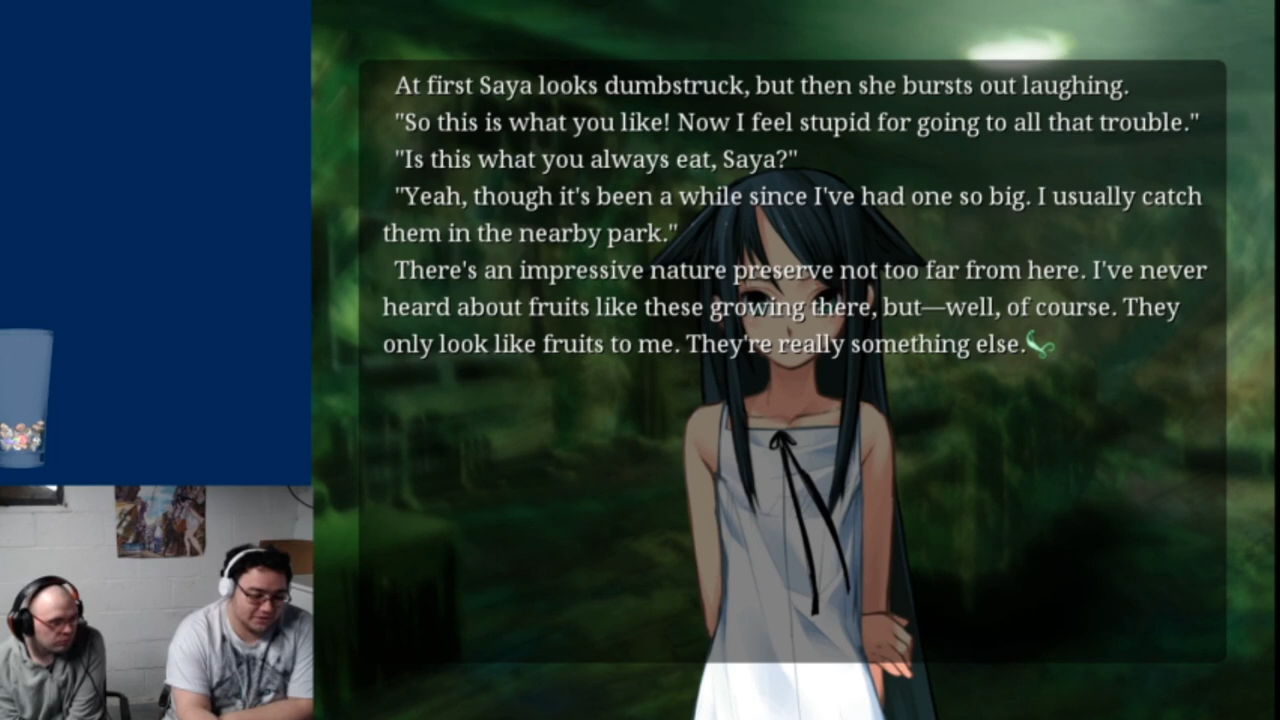 At first Saya looks dumbstruck, but then she bursts out laughing.
"So this is what you like! Now I feel stupid for going to all that trouble."
"Is this what you always eat, Saya?"
"Yeah, though it's been a while since I've had one so big. I usually catch
them in the nearby park."
There's an impressive nature preserve not too far from here. I've never
heard about fruits like these growing there, but—well, of course. They
only look like fruits to me. They're really something else.